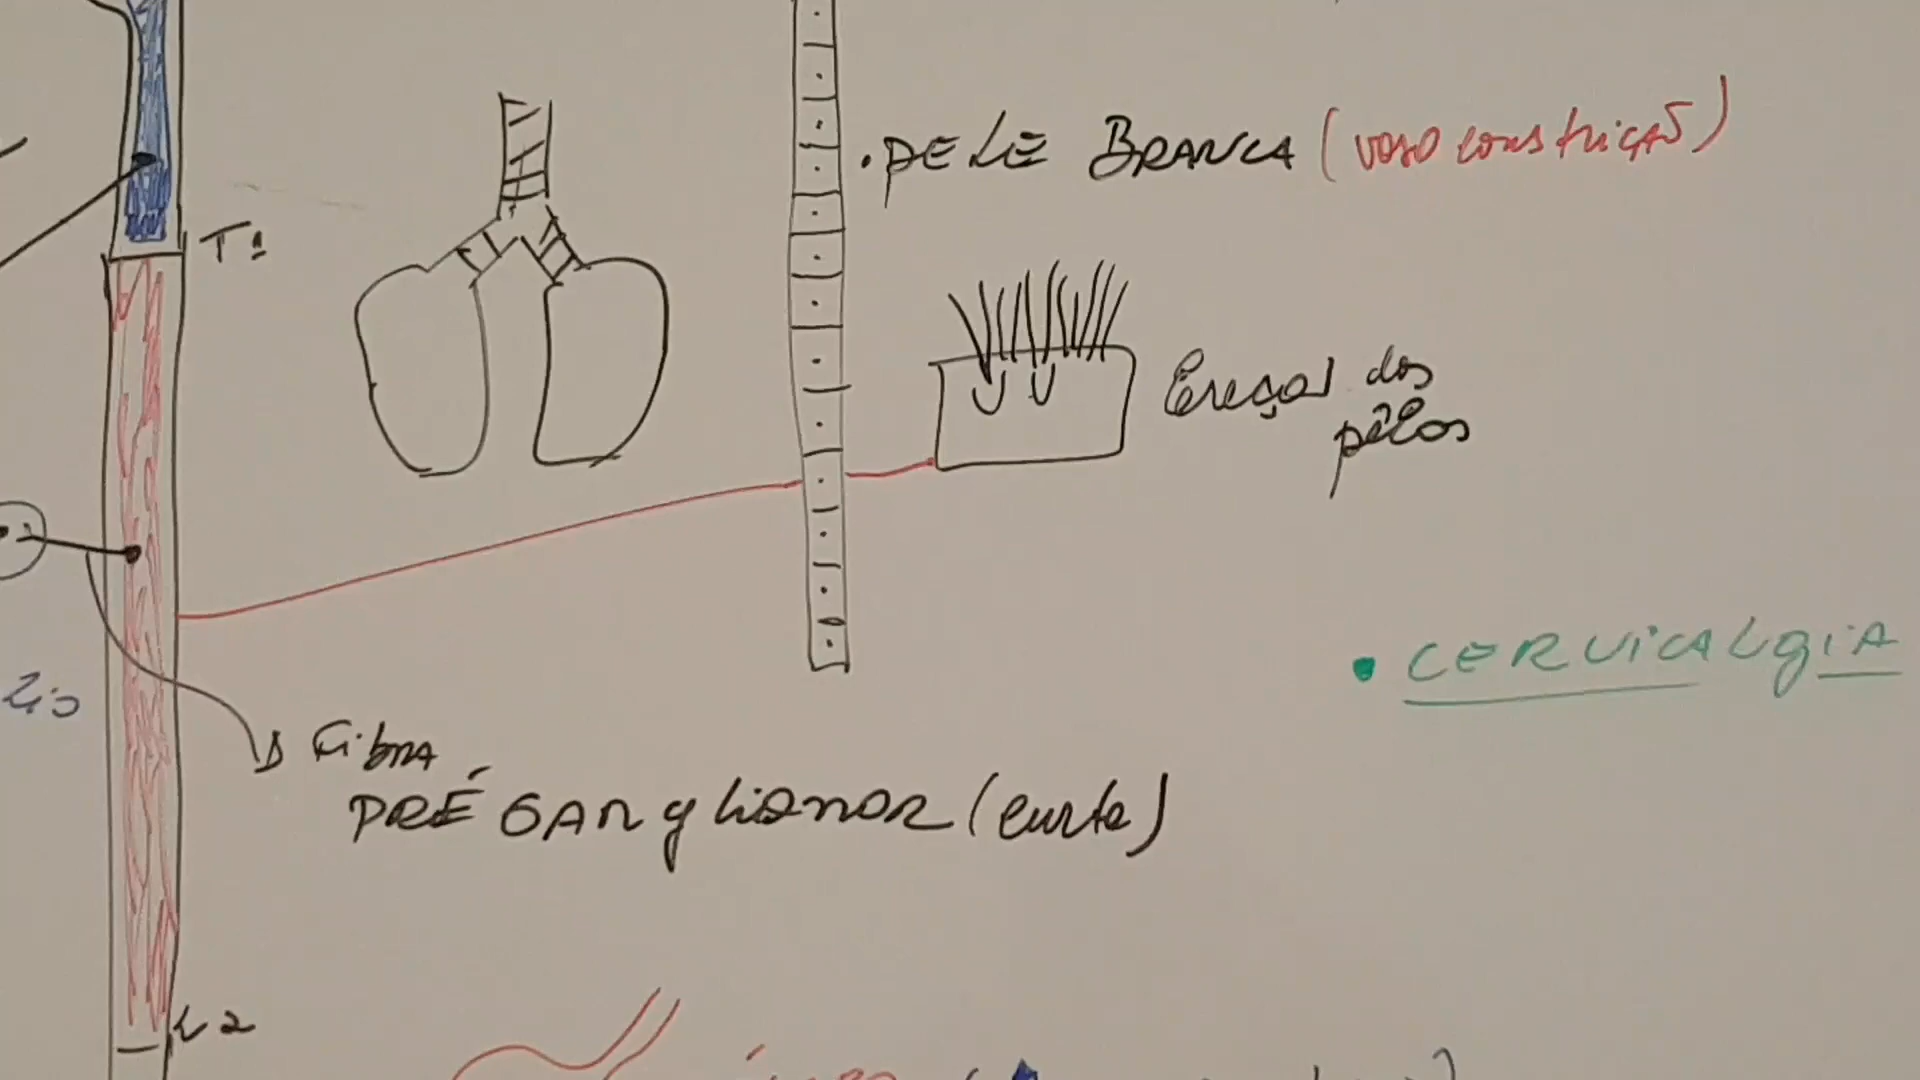 • PELE BRANCA (VASO CONSTRIÇÃO)
T1
Ereção dos
pêlos
• CERVICALGIA
Fibra
PRÉ GANgLIONAR (curta)
L2